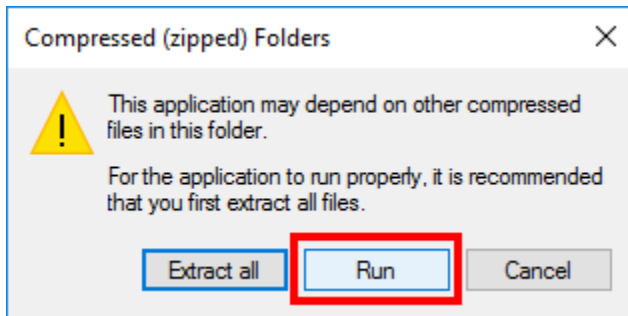 Compressed (zipped) Folders
This application may depend on other compressed
files in this folder.
For the application to run properly, it is recommended
that you first extract all files.
Extract all Run Cancel